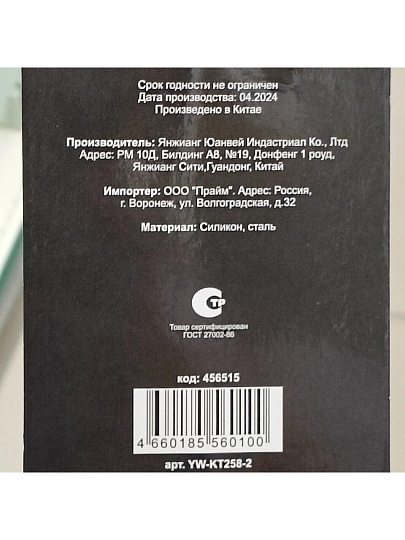 Срок годности не ограничен
Дата производства: 04.2024
Произведено в Китае
Производитель: Янжианг Юанвей Индастриал Ко., Лтд
Адрес: РМ 10Д, Билдинг А8, №19, Донфенг 1 роуд,
Янжианг Сити,Гуандонг, Китай
Импортер: ООО "Прайм". Адрес: Россия,
г. Воронеж, ул. Волгоградская, д.32
Материал: Силикон, сталь
ТР
Товар сертифицирован
ГОСТ 27002-86
код: 456515
4 660185 560100
арт. YW-KT258-2